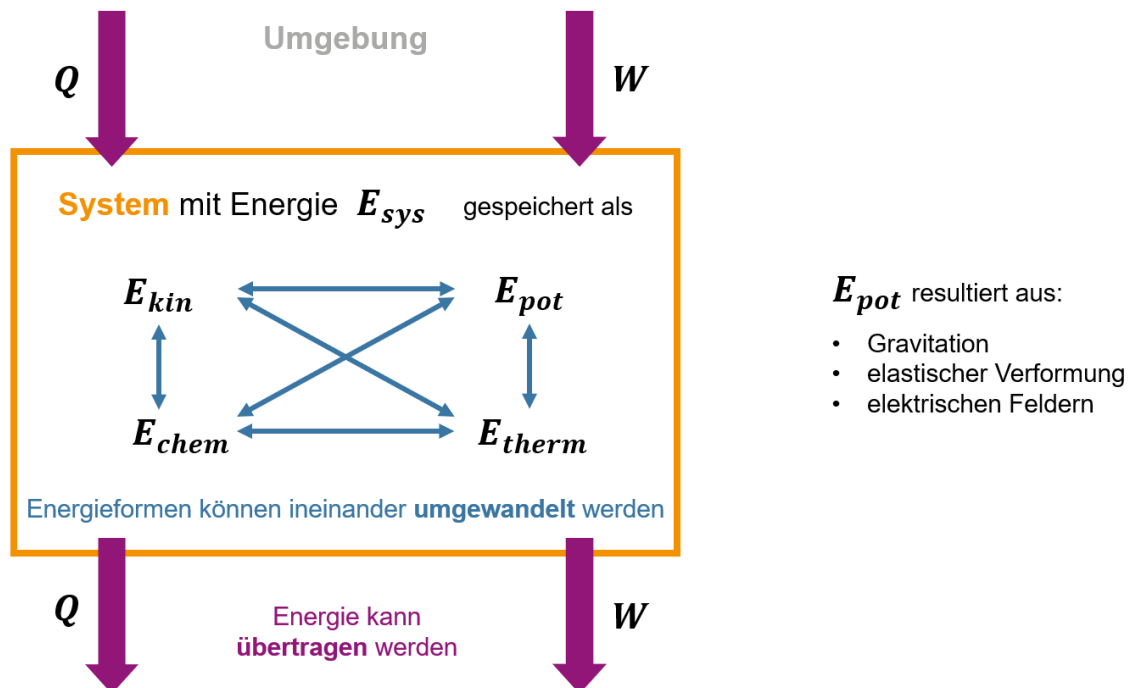 Umgebung
Q
W
System mit Energie E_sys gespeichert als
E_kin
E_pot
E_chem
E_therm
Energieformen können ineinander umgewandelt werden
Q
W
Energie kann
übertragen werden
E_pot resultiert aus:
• Gravitation
• elastischer Verformung
• elektrischen Feldern